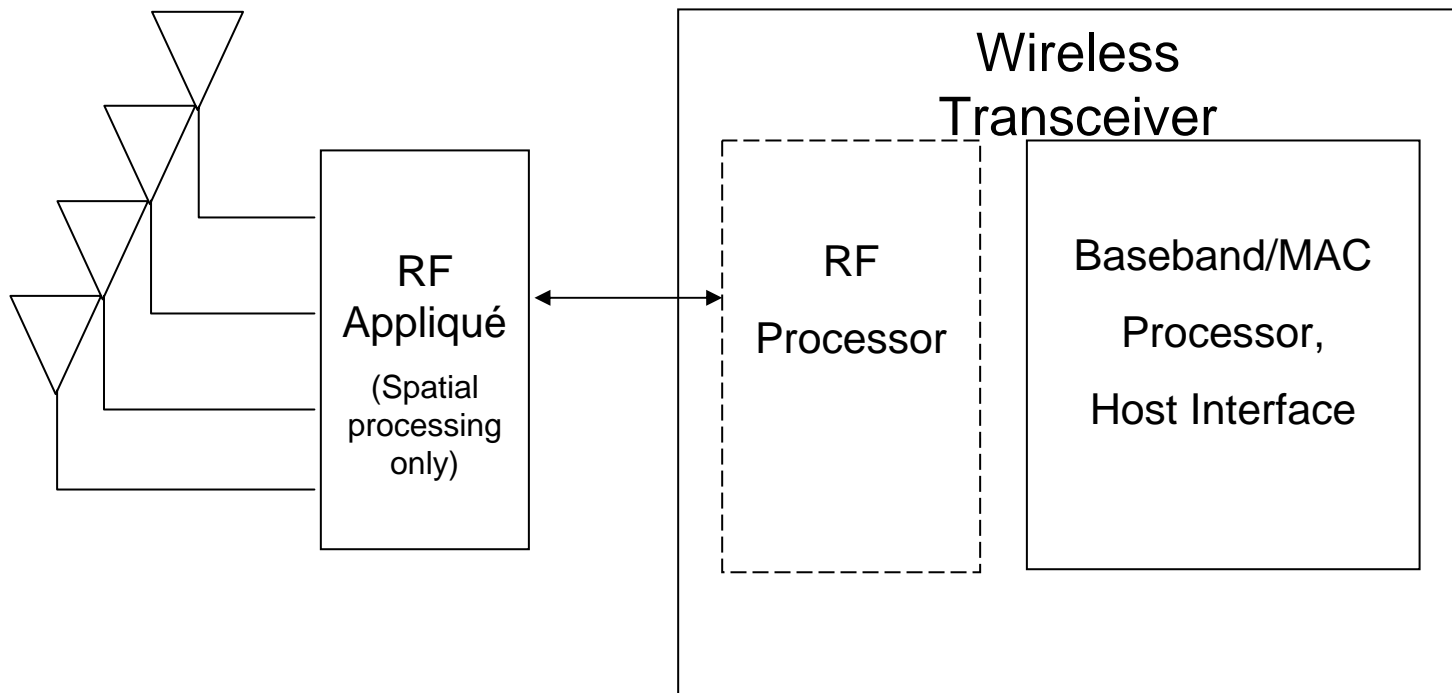 Wireless
Transceiver
RF
Appliqué
(Spatial
processing
only)
RF
Processor
Baseband/MAC
Processor,
Host Interface